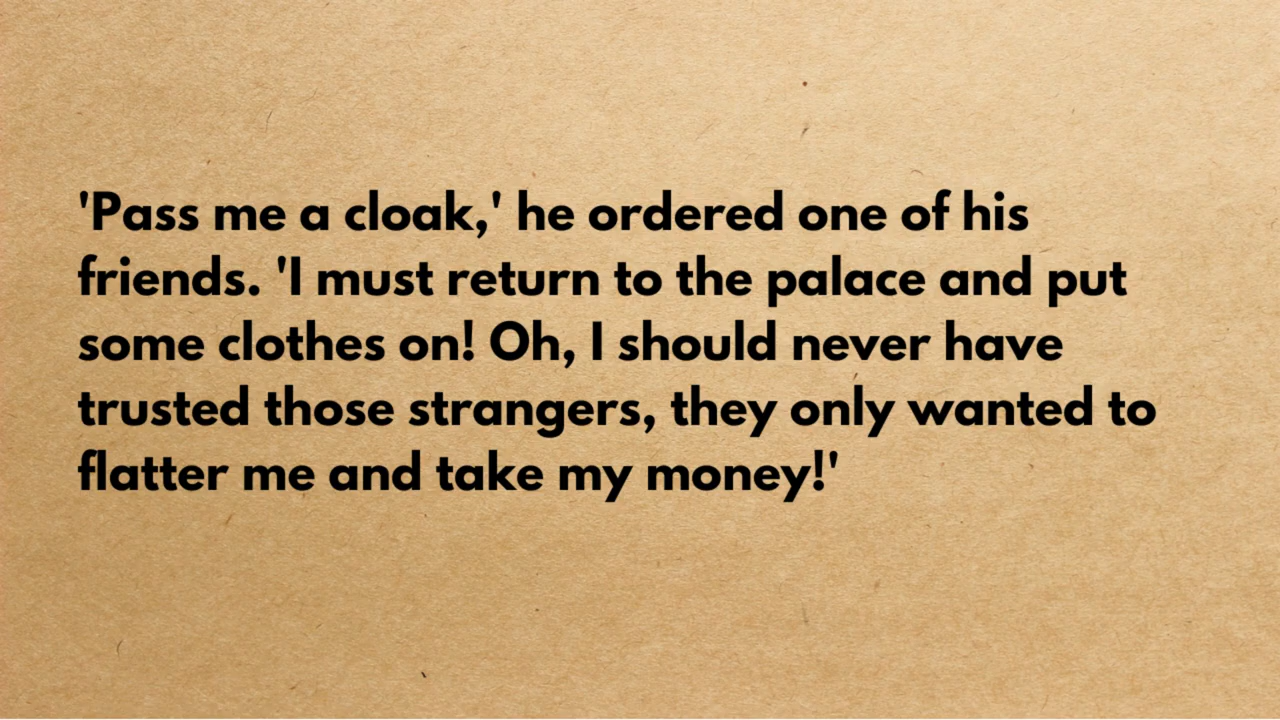 'Pass me a cloak,' he ordered one of his
friends. 'I must return to the palace and put
some clothes on! Oh, I should never have
trusted those strangers, they only wanted to
flatter me and take my money!'